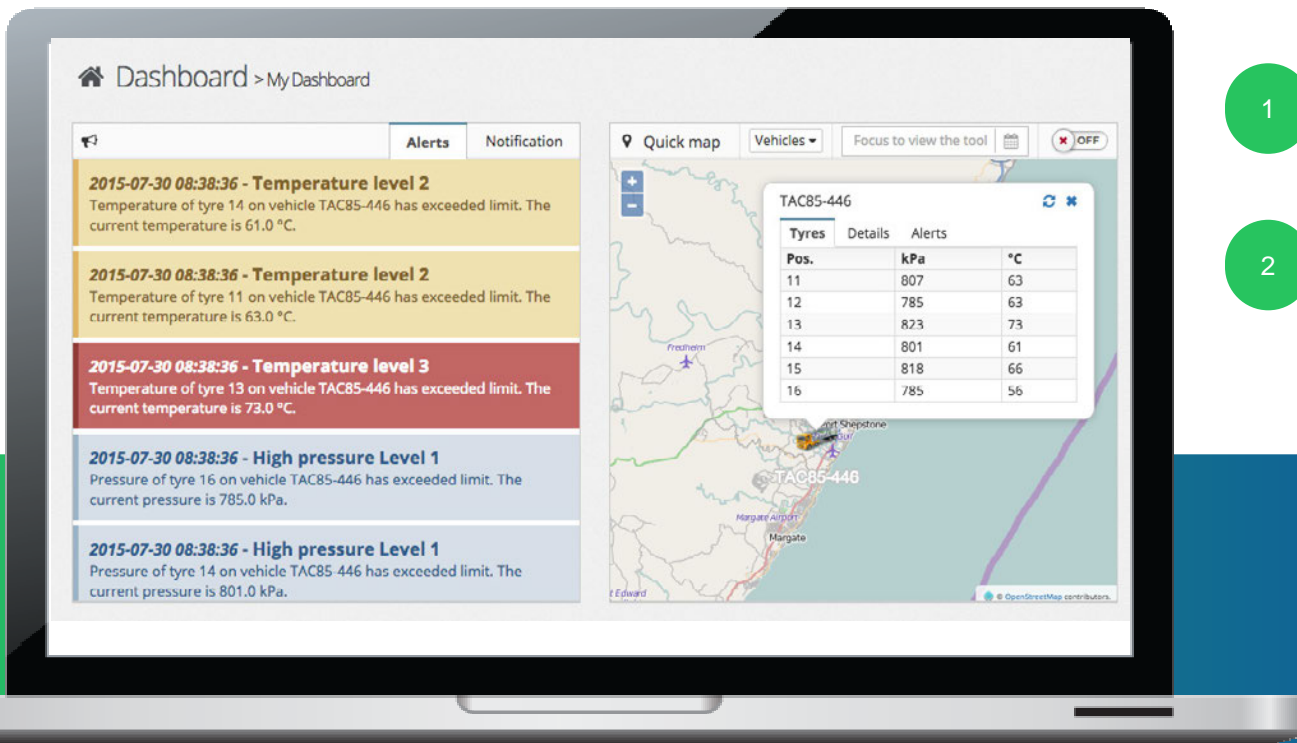 Dashboard > My Dashboard
Alerts
Notification
2015-07-30 08:38:36 - Temperature level 2
Temperature of tyre 14 on vehicle TAC85-446 has exceeded limit. The
current temperature is 61.0 °C.
2015-07-30 08:38:36 - Temperature level 2
Temperature of tyre 11 on vehicle TAC85-446 has exceeded limit. The
current temperature is 63.0 °C.
2015-07-30 08:38:36 - Temperature level 3
Temperature of tyre 13 on vehicle TAC85-446 has exceeded limit. The
current temperature is 73.0 °C.
2015-07-30 08:38:36 - High pressure Level 1
Pressure of tyre 16 on vehicle TAC85-446 has exceeded limit. The
current pressure is 785.0 kPa.
2015-07-30 08:38:36 - High pressure Level 1
Pressure of tyre 14 on vehicle TAC85-446 has exceeded limit. The
current pressure is 801.0 kPa.
Quick map
Vehicles
Focus to view the tool
OFF
+
-
TAC85-446
Tyres Details Alerts
Pos. kPa °C
11 807 63
12 785 63
13 823 73
14 801 61
15 818 66
16 785 56
Shepstone
TAC85-446
Margate Airport
Margate
t Edward
© OpenStreetMap contributors.
1
2